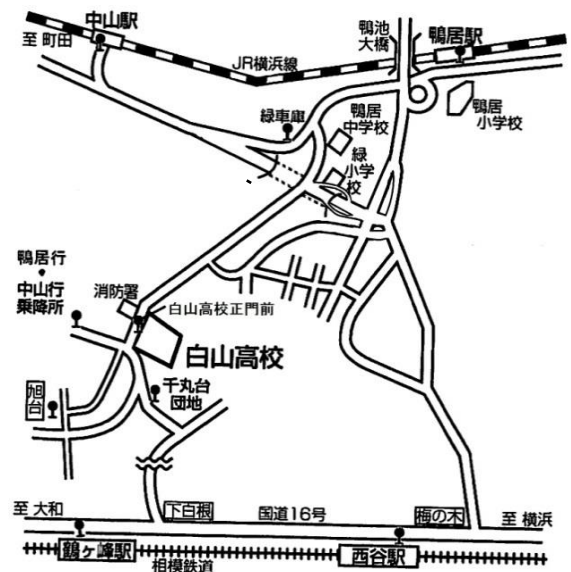 中山駅
至 町田
JR横浜線
鴨池
大橋
鴨居駅
鴨居
小学校
緑車庫
鴨居
中学校
緑
小学
校
鴨居行
・
中山行
乗降所
消防署
白山高校正門前
白山高校
千丸台
団地
旭
台
至 大和
下白根
国道16号
梅の木
至 横浜
鶴ヶ峰駅
相模鉄道
西谷駅